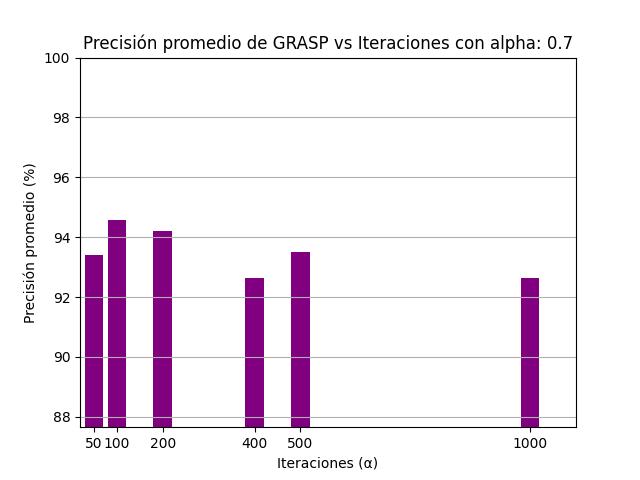 Precisión promedio de GRASP vs Iteraciones con alpha: 0.7
100
98
96
94
92
90
88
Precisión promedio (%)
50 100 200 400 500 1000
Iteraciones (α)